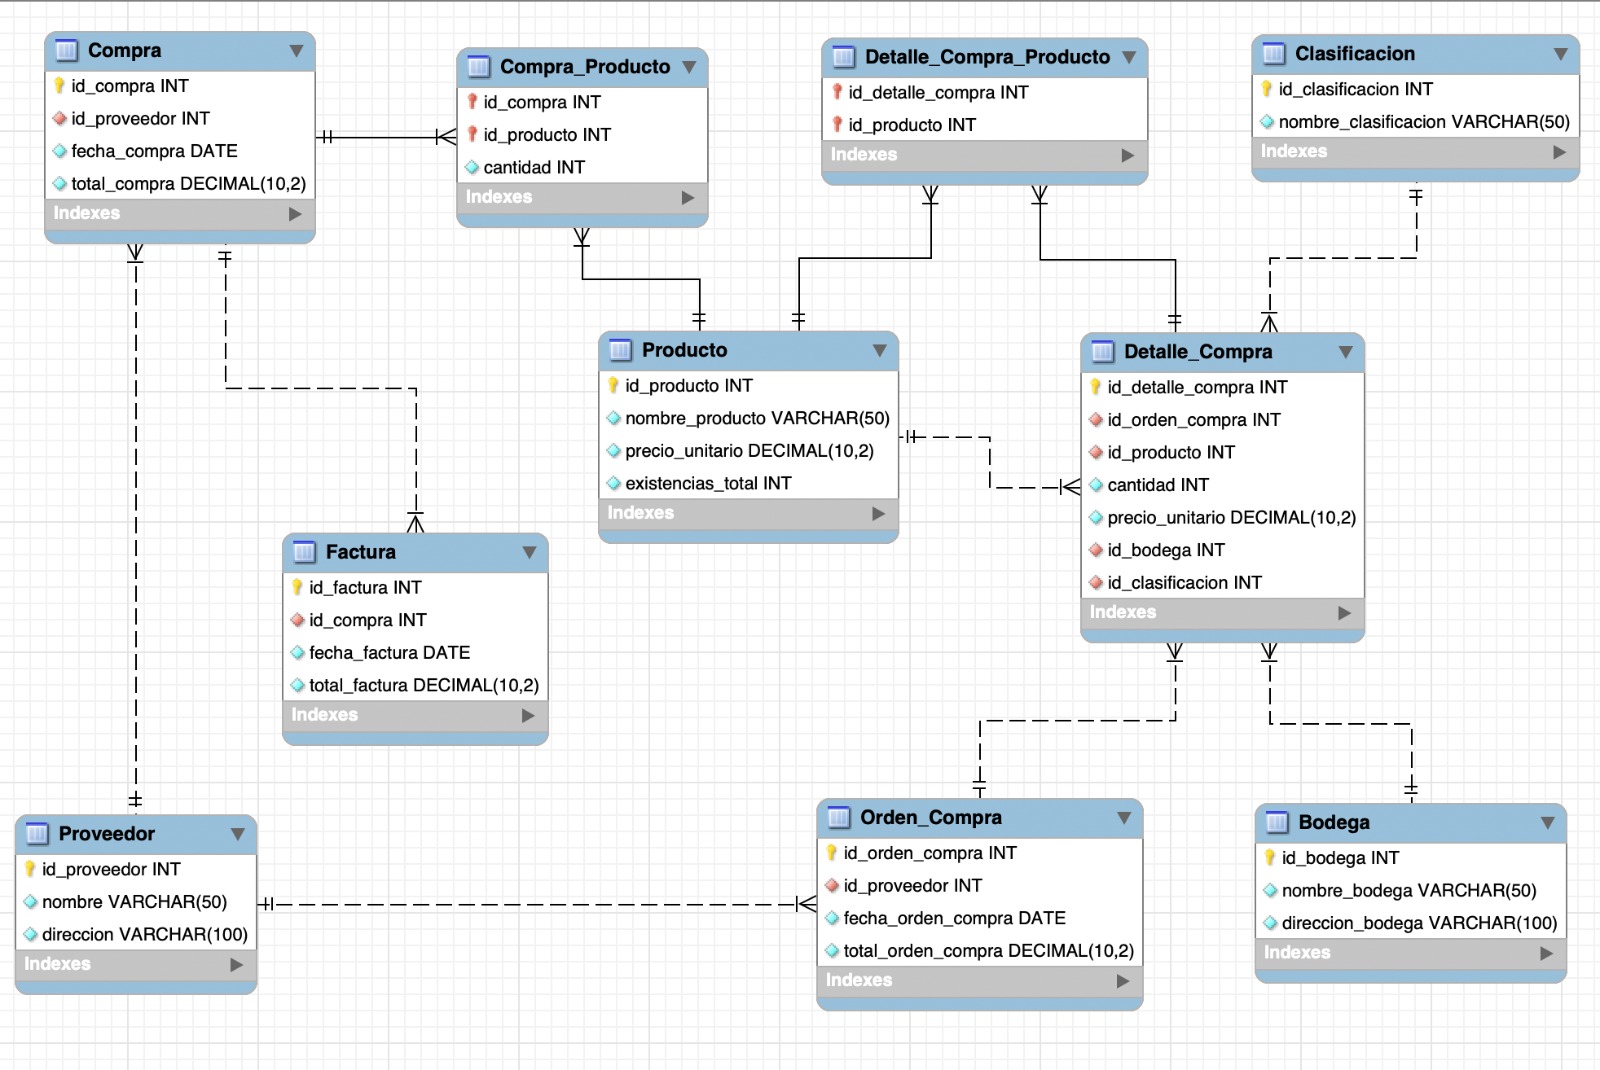 Compra
id_compra INT
id_proveedor INT
fecha_compra DATE
total_compra DECIMAL(10,2)
Indexes
Compra_Producto
id_compra INT
id_producto INT
cantidad INT
Indexes
Detalle_Compra_Producto
id_detalle_compra INT
id_producto INT
Indexes
Clasificacion
id_clasificacion INT
nombre_clasificacion VARCHAR(50)
Indexes
Producto
id_producto INT
nombre_producto VARCHAR(50)
precio_unitario DECIMAL(10,2)
existencias_total INT
Indexes
Detalle_Compra
id_detalle_compra INT
id_orden_compra INT
id_producto INT
cantidad INT
precio_unitario DECIMAL(10,2)
id_bodega INT
id_clasificacion INT
Indexes
Factura
id_factura INT
id_compra INT
fecha_factura DATE
total_factura DECIMAL(10,2)
Indexes
Proveedor
id_proveedor INT
nombre VARCHAR(50)
direccion VARCHAR(100)
Indexes
Orden_Compra
id_orden_compra INT
id_proveedor INT
fecha_orden_compra DATE
total_orden_compra DECIMAL(10,2)
Indexes
Bodega
id_bodega INT
nombre_bodega VARCHAR(50)
direccion_bodega VARCHAR(100)
Indexes